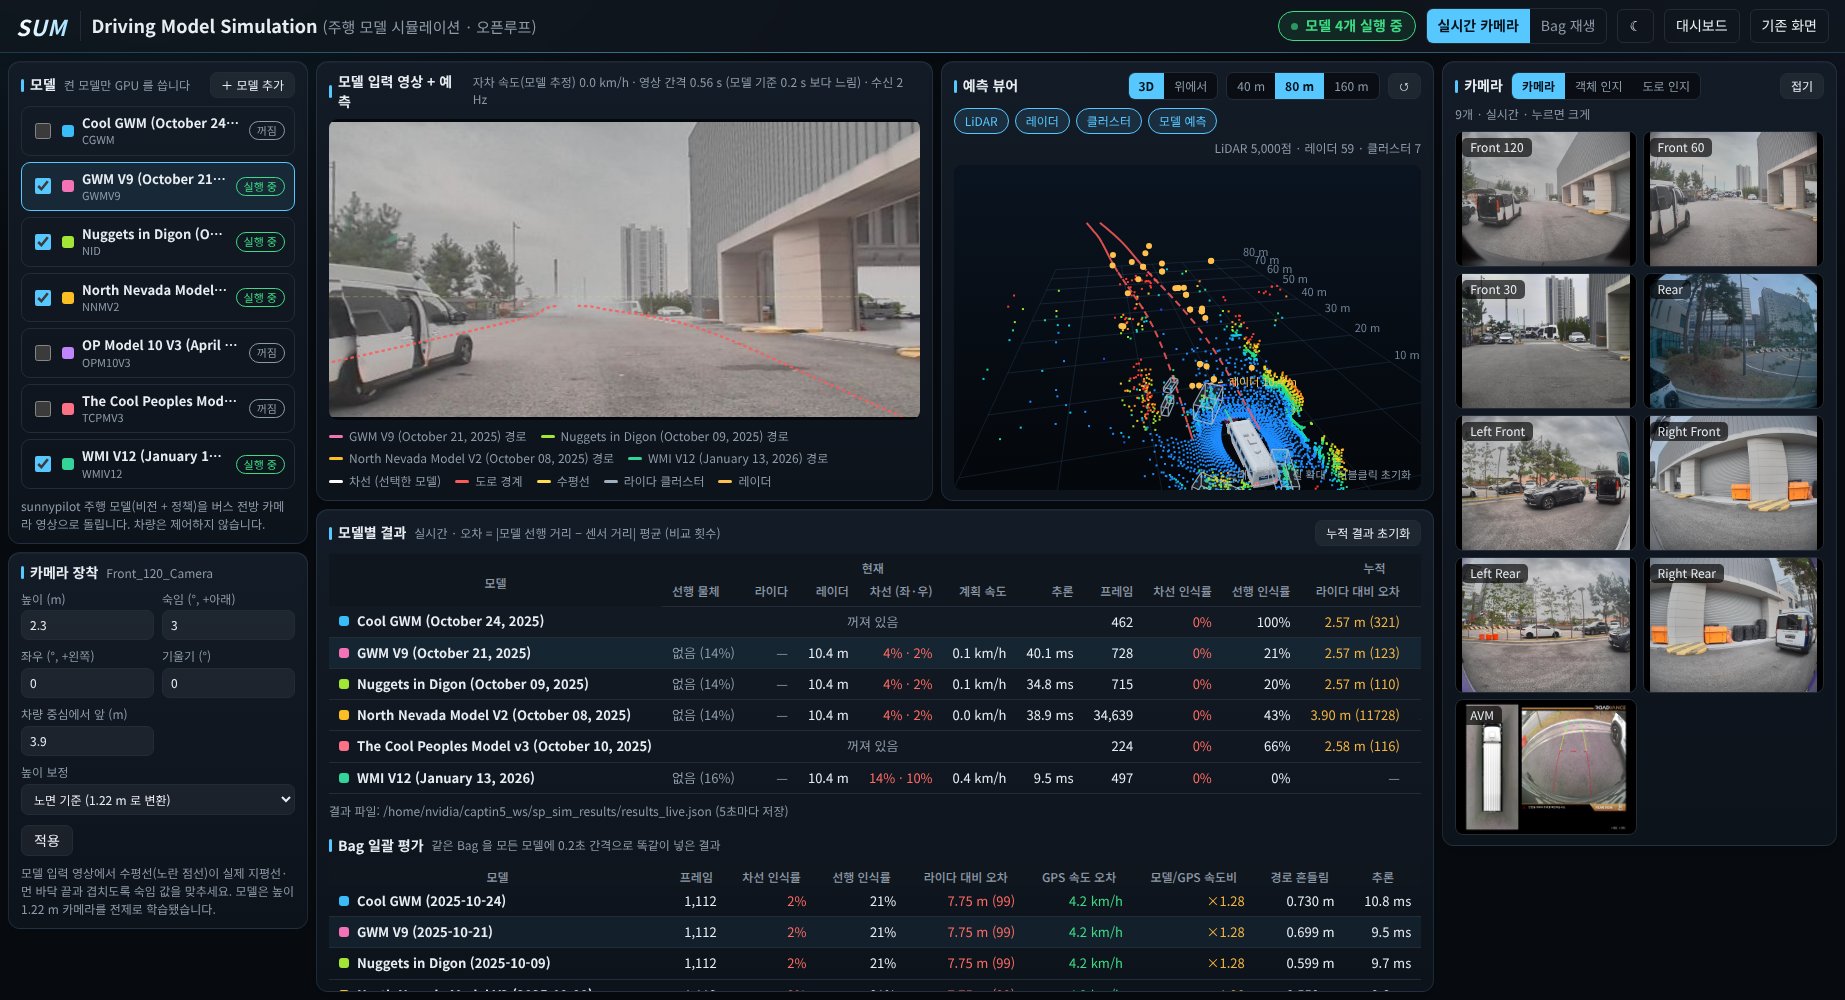 SUM Driving Model Simulation (주행 모델 시뮬레이션 · 오픈루프)
모델 4개 실행 중
실시간 카메라 Bag 재생
☾
대시보드
기존 화면
모델 켠 모델만 GPU 를 씁니다
+ 모델 추가
Cool GWM (October 24…
CGWM
꺼짐
GWM V9 (October 21…
GWMV9
실행 중
Nuggets in Digon (O…
NID
실행 중
North Nevada Model…
NNMV2
실행 중
OP Model 10 V3 (April …
OPM10V3
꺼짐
The Cool Peoples Mod…
TCPMV3
꺼짐
WMI V12 (January 1…
WMIV12
실행 중
sunnypilot 주행 모델(비전 + 정책)을 버스 전방 카메
라 영상으로 돌립니다. 차량은 제어하지 않습니다.
카메라 장착 Front_120_Camera
높이 (m) 숙임 (°, +아래)
2.3 3
좌우 (°, +왼쪽) 기울기 (°)
0 0
차량 중심에서 앞 (m)
3.9
높이 보정
노면 기준 (1.22 m 로 변환)
적용
모델 입력 영상에서 수평선(노란 점선)이 실제 지평선·
먼 바닥 끝과 겹치도록 숙임 값을 맞추세요. 모델은 높이
1.22 m 카메라를 전제로 학습됐습니다.
모델 입력 영상 + 예
측
자차 속도(모델 추정) 0.0 km/h · 영상 간격 0.56 s (모델 기준 0.2 s 보다 느림) · 수신 2
Hz
GWM V9 (October 21, 2025) 경로 Nuggets in Digon (October 09, 2025) 경로
North Nevada Model V2 (October 08, 2025) 경로 WMI V12 (January 13, 2026) 경로
차선 (선택한 모델) 도로 경계 수평선 라이다 클러스터 레이더
예측 뷰어
3D 위에서
40 m 80 m 160 m
↺
LiDAR 레이더 클러스터 모델 예측
LiDAR 5,000점 · 레이더 59 · 클러스터 7
80 m
70 m
60 m
50 m
40 m
30 m
20 m
10 m
레이더
확대
블클릭 초기화
모델별 결과 실시간 · 오차 = |모델 선행 거리 − 센서 거리| 평균 (비교 횟수)
누적 결과 초기화
모델 현재 누적
선행 물체 라이다 레이더 차선 (좌·우) 계획 속도 추론 프레임 차선 인식률 선행 인식률 라이다 대비 오차
Cool GWM (October 24, 2025) 꺼져 있음 462 0% 100% 2.57 m (321)
GWM V9 (October 21, 2025) 없음 (14%) — 10.4 m 4% · 2% 0.1 km/h 40.1 ms 728 0% 21% 2.57 m (123)
Nuggets in Digon (October 09, 2025) 없음 (14%) — 10.4 m 4% · 2% 0.1 km/h 34.8 ms 715 0% 20% 2.57 m (110)
North Nevada Model V2 (October 08, 2025) 없음 (14%) — 10.4 m 4% · 2% 0.0 km/h 38.9 ms 34,639 0% 43% 3.90 m (11728)
The Cool Peoples Model v3 (October 10, 2025) 꺼져 있음 224 0% 66% 2.58 m (116)
WMI V12 (January 13, 2026) 없음 (16%) — 10.4 m 14% · 10% 0.4 km/h 9.5 ms 497 0% 0% —
결과 파일: /home/nvidia/captin5_ws/sp_sim_results/results_live.json (5초마다 저장)
Bag 일괄 평가 같은 Bag 을 모든 모델에 0.2초 간격으로 똑같이 넣은 결과
모델 프레임 차선 인식률 선행 인식률 라이다 대비 오차 GPS 속도 오차 모델/GPS 속도비 경로 흔들림 추론
Cool GWM (2025-10-24) 1,112 2% 21% 7.75 m (99) 4.2 km/h ×1.28 0.730 m 10.8 ms
GWM V9 (2025-10-21) 1,112 2% 21% 7.75 m (99) 4.2 km/h ×1.28 0.699 m 9.5 ms
Nuggets in Digon (2025-10-09) 1,112 2% 21% 7.75 m (99) 4.2 km/h ×1.28 0.599 m 9.7 ms
카메라
카메라 객체 인지 도로 인지
접기
9개 · 실시간 · 누르면 크게
Front 120
Front 60
Front 30
Rear
Left Front
Right Front
Left Rear
Right Rear
AVM